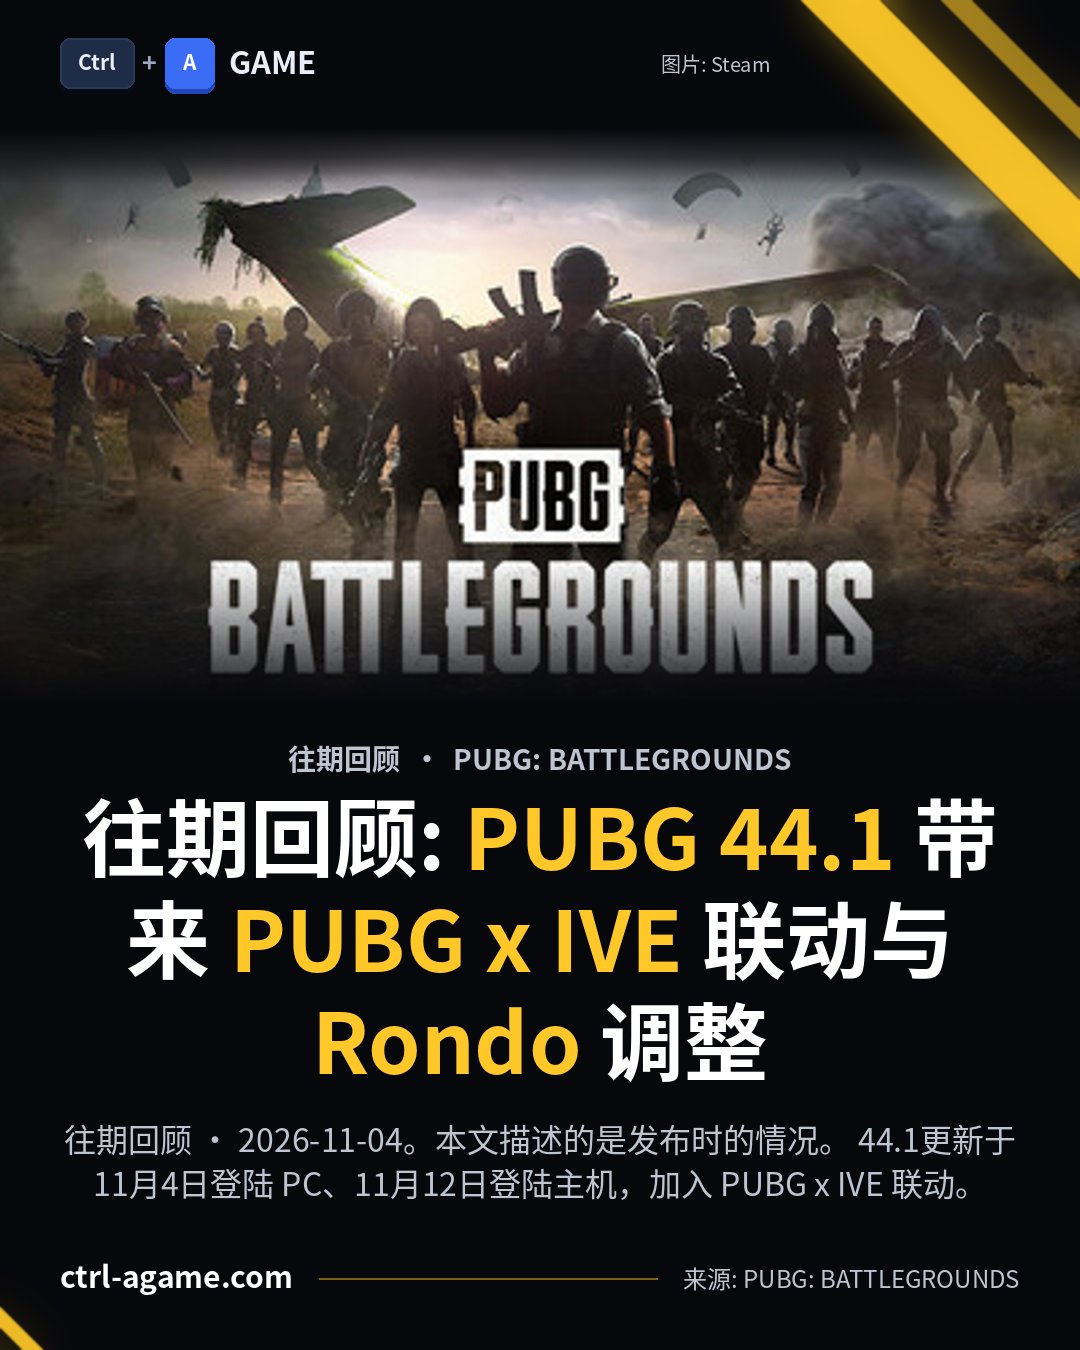 Ctrl + A GAME
图片: Steam
PUBG
BATTLEGROUNDS
往期回顾 · PUBG: BATTLEGROUNDS
往期回顾: PUBG 44.1 带
来 PUBG x IVE 联动与
Rondo 调整
往期回顾 · 2026-11-04。本文描述的是发布时的情况。 44.1更新于
11月4日登陆 PC、11月12日登陆主机，加入 PUBG x IVE 联动。
ctrl-agame.com
来源: PUBG: BATTLEGROUNDS